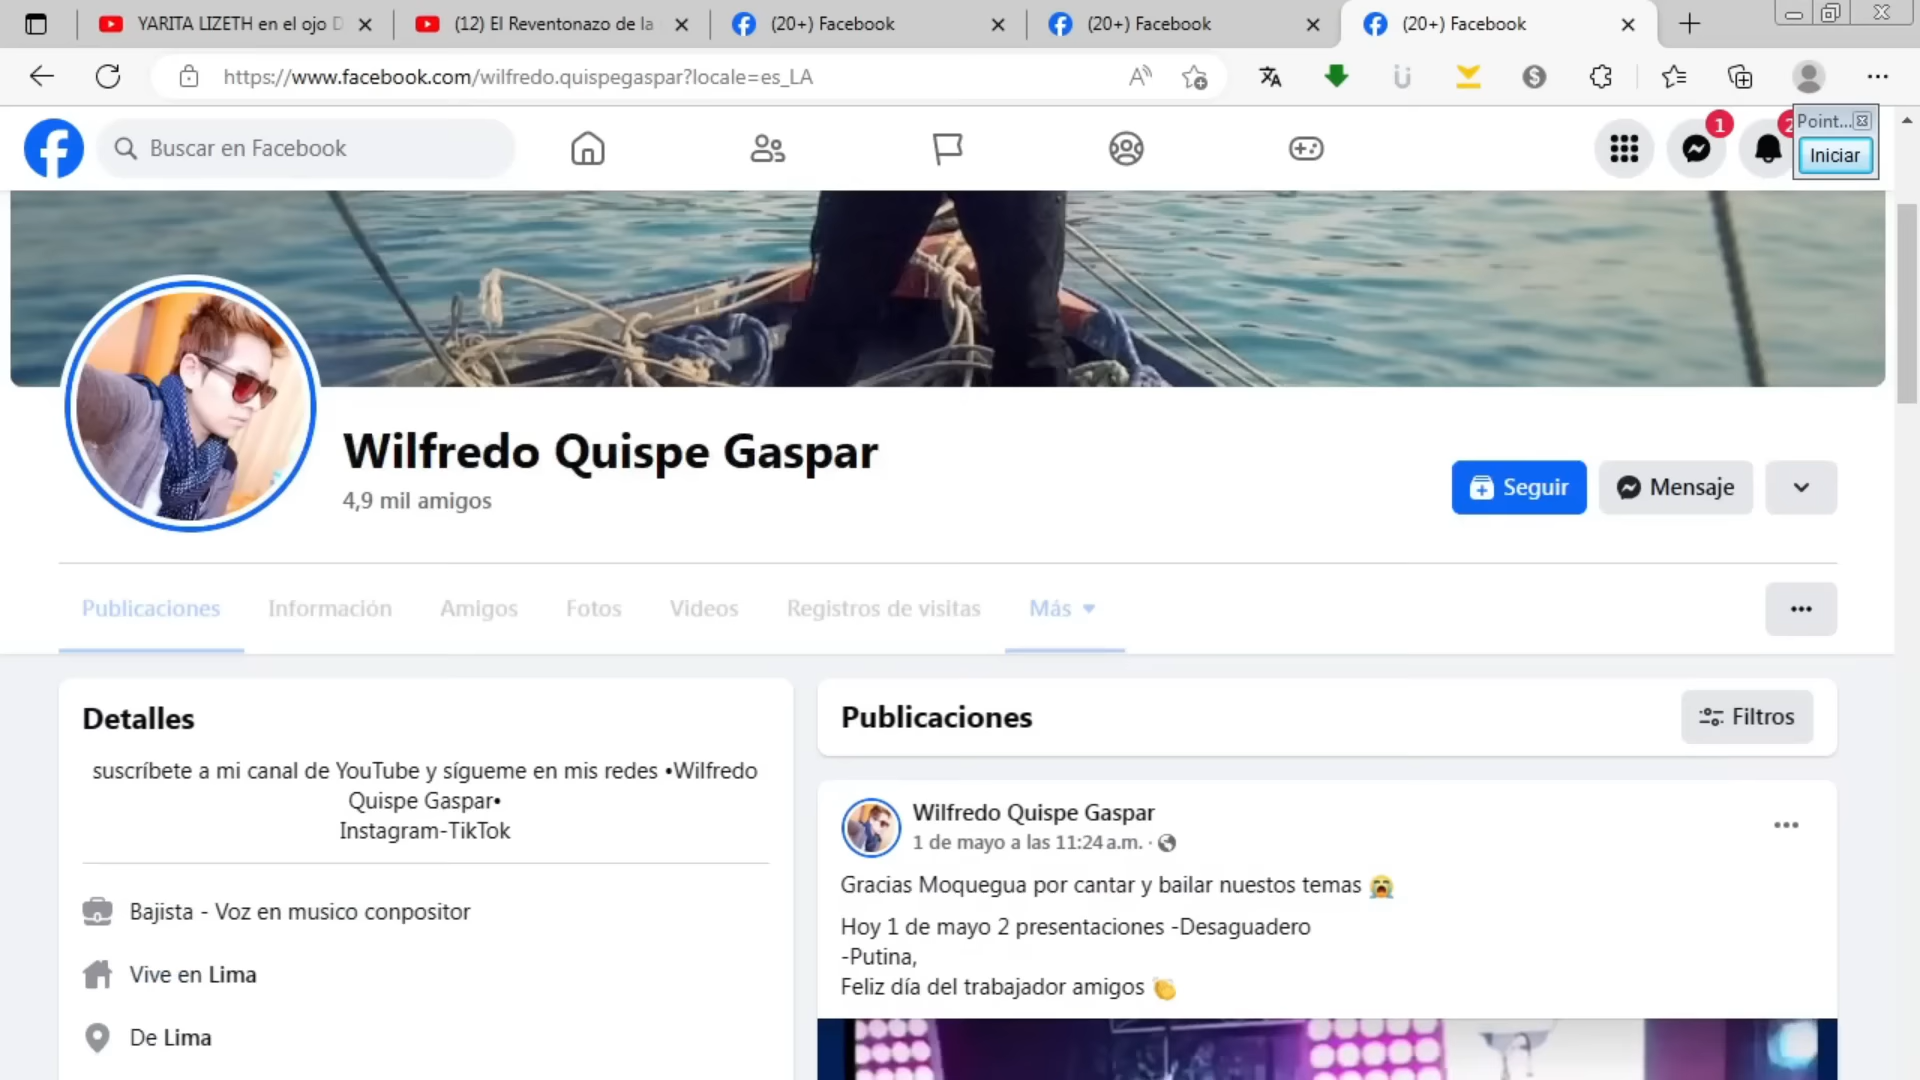 YARITA LIZETH en el ojo D
(12) El Reventonazo de la
(20+) Facebook
(20+) Facebook
(20+) Facebook
https://www.facebook.com/wilfredo.quispegaspar?locale=es_LA
Buscar en Facebook
1
2
Point...
Iniciar
Wilfredo Quispe Gaspar
4,9 mil amigos
Seguir
Mensaje
Publicaciones Información Amigos Fotos Videos Registros de visitas Más
Detalles
suscríbete a mi canal de YouTube y sígueme en mis redes •Wilfredo
Quispe Gaspar•
Instagram-TikTok
Bajista - Voz en musico conpositor
Vive en Lima
De Lima
Publicaciones
Filtros
Wilfredo Quispe Gaspar
1 de mayo a las 11:24 a.m. ·
Gracias Moquegua por cantar y bailar nuestos temas 😭
Hoy 1 de mayo 2 presentaciones -Desaguadero
-Putina,
Feliz día del trabajador amigos 👏